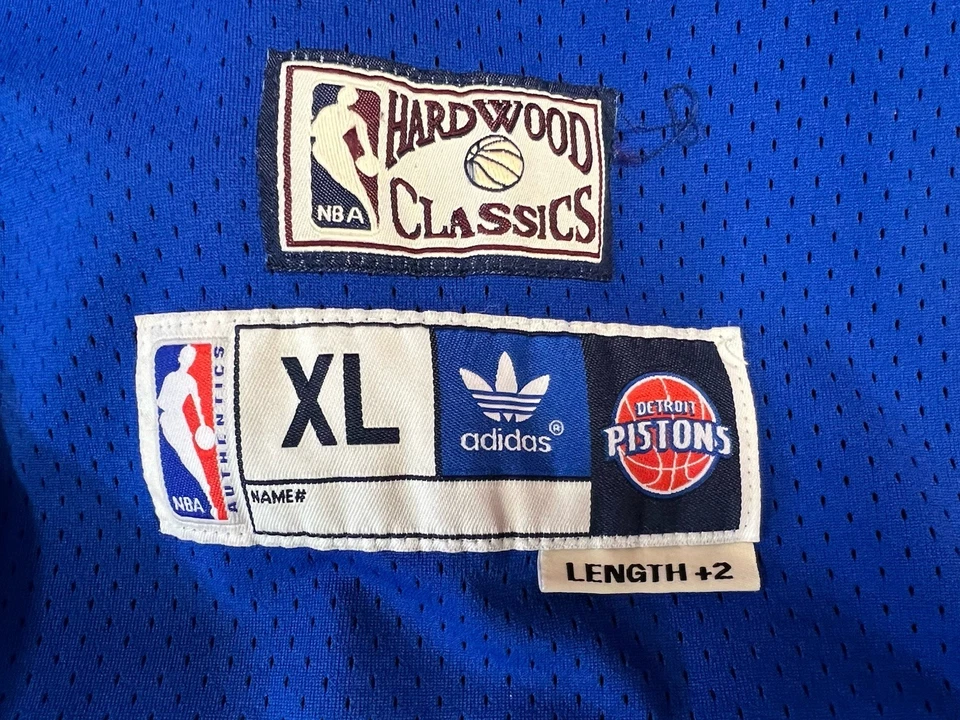 NBA
HARDWOOD
CLASSICS
NBA
AUTHENTICS
XL
adidas®
DETROIT
PISTONS
NAME#
LENGTH +2